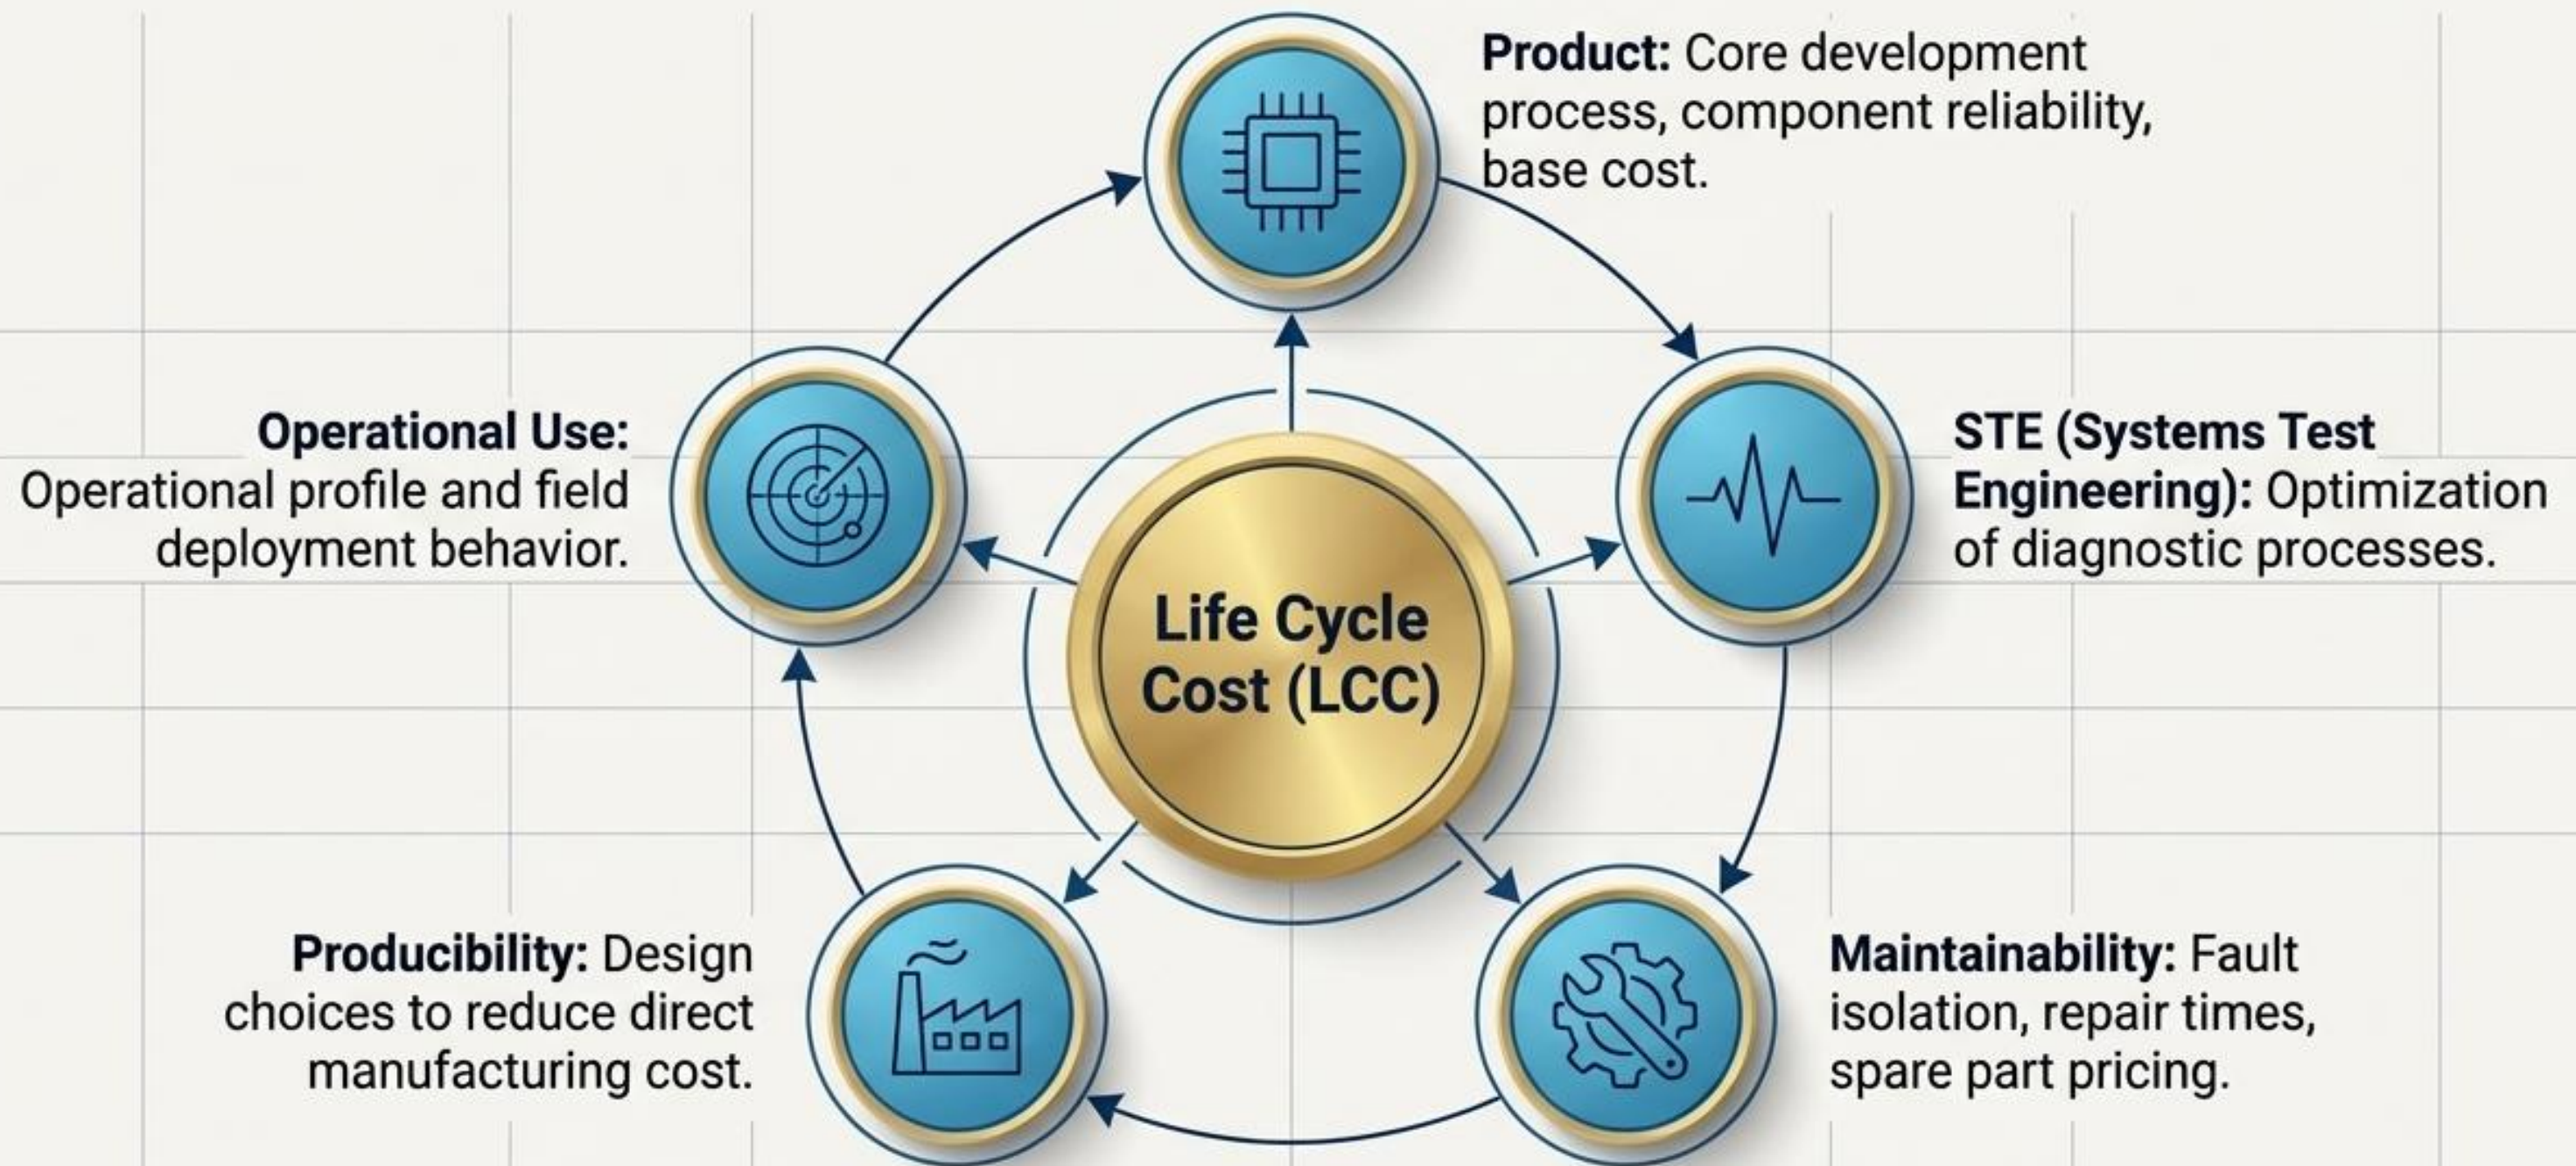 Product: Core development
process, component reliability,
base cost.
Operational Use:
Operational profile and field
deployment behavior.
STE (Systems Test
Engineering): Optimization
of diagnostic processes.
Life Cycle
Cost (LCC)
Producibility: Design
choices to reduce direct
manufacturing cost.
Maintainability: Fault
isolation, repair times,
spare part pricing.